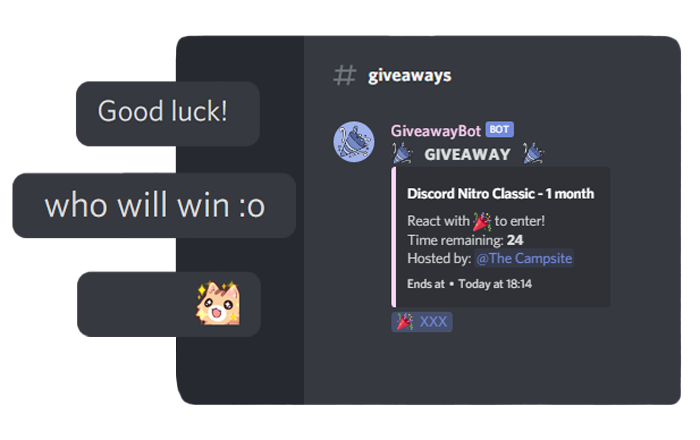 Good luck!
who will win :o
# giveaways
GiveawayBot BOT
🎉 GIVEAWAY 🎉
Discord Nitro Classic - 1 month
React with 🎉 to enter!
Time remaining: 24
Hosted by: @The Campsite
Ends at • Today at 18:14
🎉 XXX